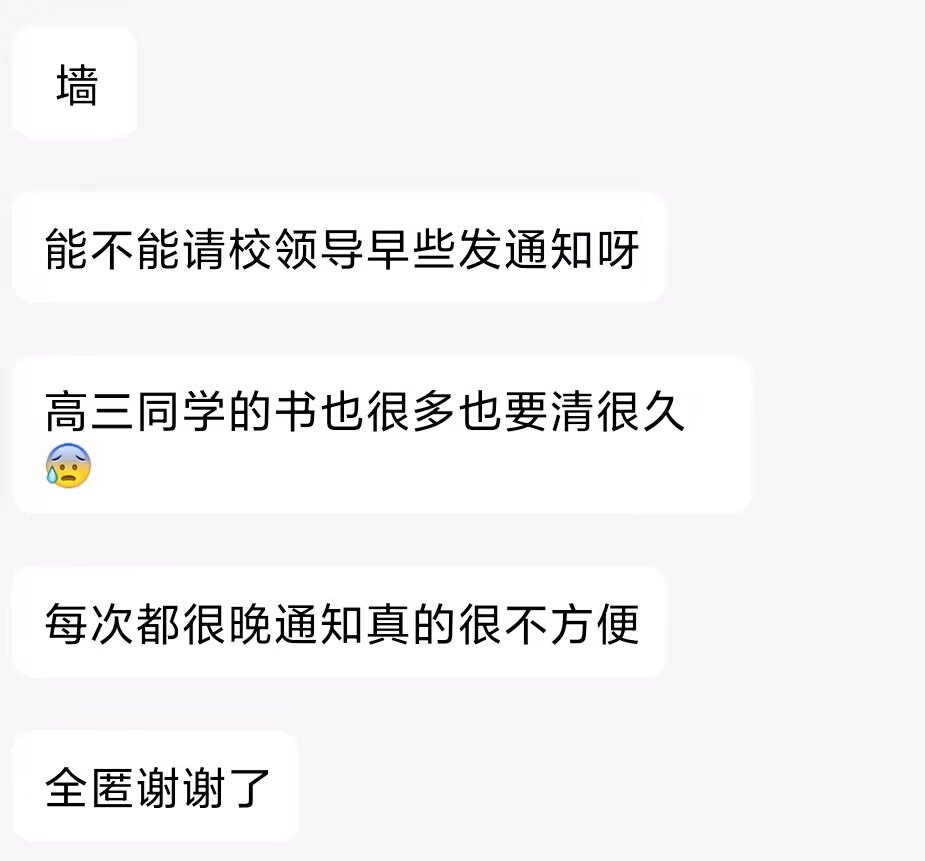 墙
能不能请校领导早些发通知呀
高三同学的书也很多也要清很久
😰
每次都很晚通知真的很不方便
全匿谢谢了